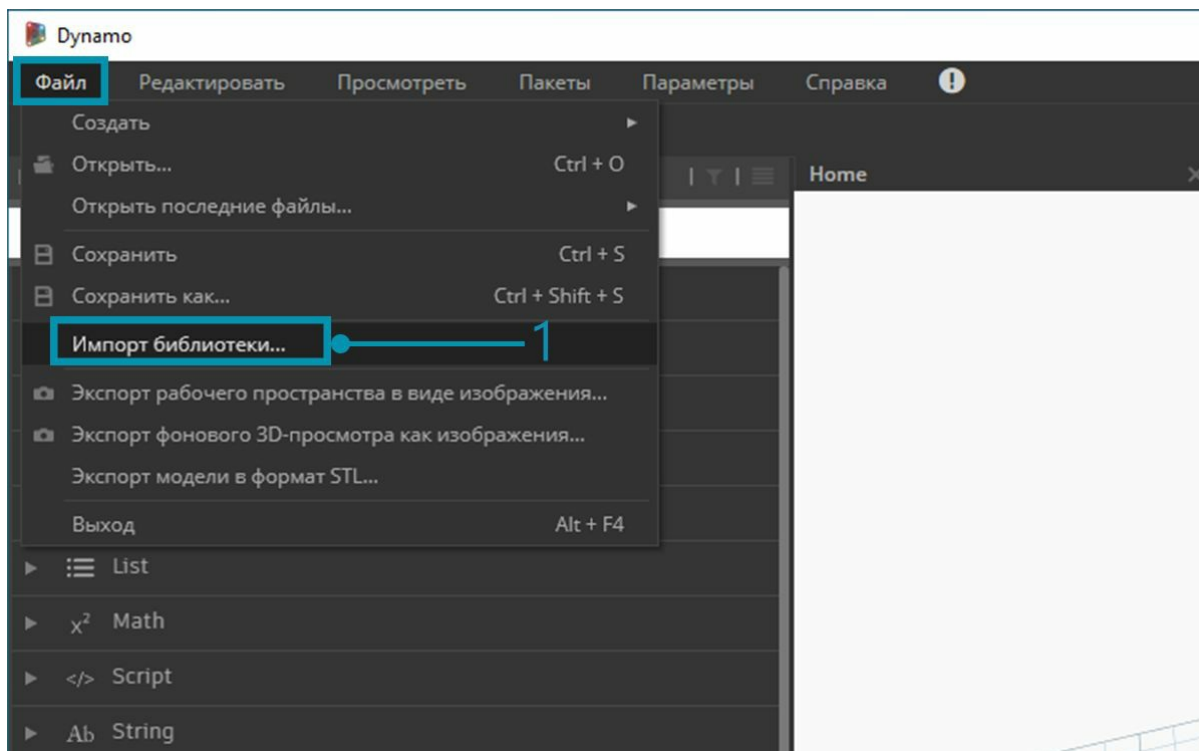 Dynamo
Файл Редактировать Просмотреть Пакеты Параметры Справка !
Создать
Открыть... Ctrl + O
Открыть последние файлы...
Сохранить Ctrl + S
Сохранить как... Ctrl + Shift + S
Импорт библиотеки... 1
Экспорт рабочего пространства в виде изображения...
Экспорт фонового 3D-просмотра как изображения...
Экспорт модели в формат STL...
Выход Alt + F4
Home
List
x² Math
</> Script
Ab String